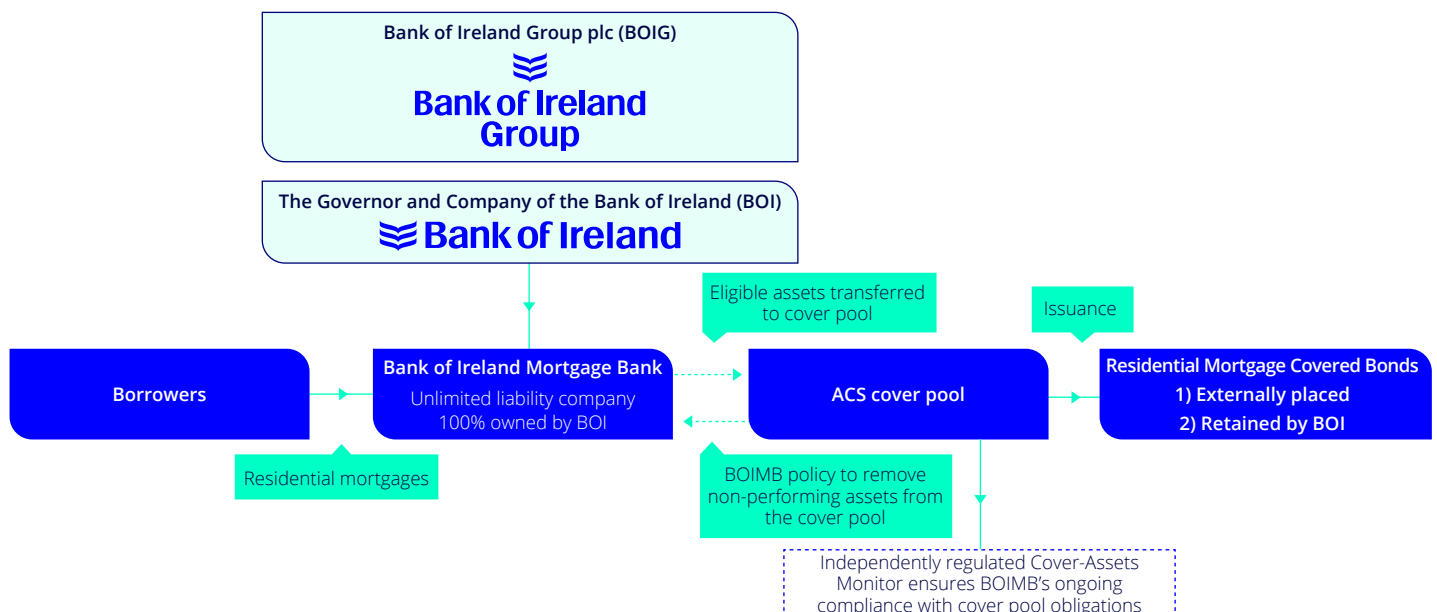 Bank of Ireland Group plc (BOIG)
Bank of Ireland
Group
The Governor and Company of the Bank of Ireland (BOI)
Bank of Ireland
Eligible assets transferred
to cover pool
Issuance
Borrowers
Bank of Ireland Mortgage Bank
Unlimited liability company
100% owned by BOI
ACS cover pool
Residential Mortgage Covered Bonds
1) Externally placed
2) Retained by BOI
Residential mortgages
BOIMB policy to remove
non-performing assets from
the cover pool
Independently regulated Cover-Assets
Monitor ensures BOIMB's ongoing
compliance with cover pool obligations